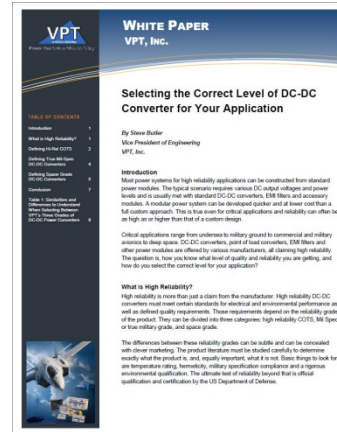 VPT
WHITE PAPER
VPT, INC.
TABLE OF CONTENTS
Introduction 1
What is High Reliability? 1
Defining Hi-Rel COTS 3
Defining True Mil-Spec
DC-DC Converters 4
Defining Space Grade
DC-DC Converters
Conclusion 7
Table 1: Similarities and
Differences to Understand
When Selecting Between
VPT's Three Grades of
DC-DC Power Converters
Selecting the Correct Level of DC-DC
Converter for Your Application
By Steve Butler
Vice President of Engineering
VPT, Inc.
Introduction
Most power systems for high reliability applications can be constructed from standard
power modules. The typical scenario requires various DC output voltages and power
levels and is usually met with standard DC-DC converters, EMI filters and accessory
modules. A modular power system can be developed quicker and at lower cost than a
full custom approach. This is true even for critical applications and reliability can often be
as high as or higher than that of a custom design.
Critical applications range from undersea to military ground to commercial and military
avionics to deep space. DC-DC converters, point of load converters, EMI filters and
other power modules are offered by various manufacturers, all claiming high reliability.
The question is, how you know what level of quality and reliability you are getting, and
how do you select the correct level for your application?
What is High Reliability?
High reliability is more than just a claim from the manufacturer. High reliability DC-DC
converters must meet certain standards for electrical and environmental performance as
well as defined quality requirements. Those requirements depend on the reliability grade
of the product. They can be divided into three categories: high reliability COTS, Mil Spec
or true military grade, and space grade.
The differences between these reliability grades can be subtle and can be concealed
with clever marketing. The product literature must be studied carefully to determine
exactly what the product is, and, equally important, what it is not. Basic things to look for
are temperature rating, hermeticity, military specification compliance and a rigorous
environmental qualification. The ultimate test of reliability beyond that is official
qualification and certification by the US Department of Defense.